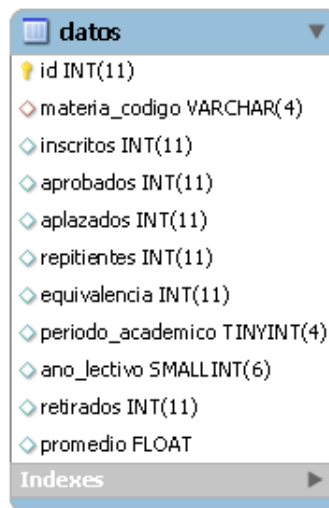 datos
id INT(11)
materia_codigo VARCHAR(4)
inscritos INT(11)
aprobados INT(11)
aplazados INT(11)
repitientes INT(11)
equivalencia INT(11)
periodo_academico TINYINT(4)
ano_lectivo SMALLINT(6)
retirados INT(11)
promedio FLOAT
Indexes